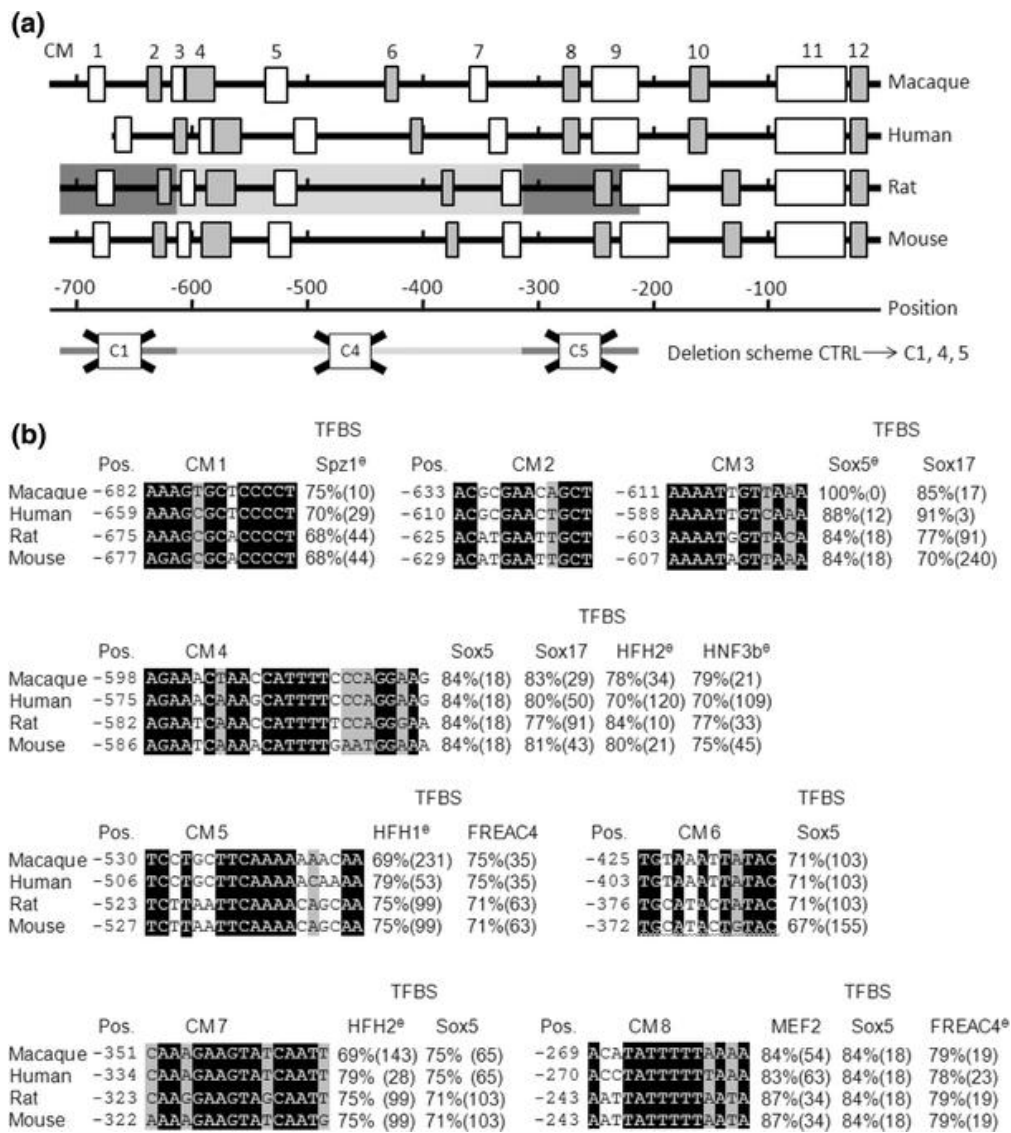 (a)
CM 1 2 3 4 5 6 7 8 9 10 11 12
Macaque
Human
Rat
Mouse
-700 -600 -500 -400 -300 -200 -100
Position
C1 C4 C5 Deletion scheme CTRL→ C1, 4, 5
(b)
TFBS TFBS
Pos. CM1 Spz1e Pos. CM2 CM3 Sox5e Sox17
Macaque -682 AAAGTGCTCCCCT 75%(10) -633 ACGCGAACAGCT -611 AAAATTGTTAAA 100%(0) 85%(17)
Human -659 AAAGCGCTCCCCT 70%(29) -610 ACGCGAACTGCT -588 AAAATTGTCAAA 88%(12) 91%(3)
Rat -675 AAAGCGCACCCCT 68%(44) -625 ACATGAATTGCT -603 AAAATGGTTACA 84%(18) 77%(91)
Mouse -677 AGAGCGCACCCCT 68%(44) -629 ACATGAATTGCT -607 AAAATAGTTAAA 84%(18) 70%(240)
TFBS
Pos. CM4 Sox5 Sox17 HFH2e HNF3be
Macaque -598 AGAAACTAACCATTTTCCCAGGAAG 84%(18) 83%(29) 78%(34) 79%(21)
Human -575 AGAAACAAAGCATTTTCCCAGGAAG 84%(18) 80%(50) 70%(120) 70%(109)
Rat -582 AGAATCAAACCATTTTTCCAGGGAA 84%(18) 77%(91) 84%(10) 77%(33)
Mouse -586 AGAATCAAAACATTTTGAATGGAAA 84%(18) 81%(43) 80%(21) 75%(45)
TFBS TFBS
Pos. CM5 HFH1e FREAC4 Pos. CM6 Sox5
Macaque -530 TCCTGCTTCAAAAAAACAA 69%(231) 75%(35) -425 TGTAAATTATAC 71%(103)
Human -506 TCCTGCTTCAAAAACAAAA 79%(53) 75%(35) -403 TGTAAATTATAC 71%(103)
Rat -523 TCTTAATTCAAAAACAGCAA 75%(99) 71%(63) -376 TGCATACTATAC 71%(103)
Mouse -527 TCTTAATTCAAAAACAGCAA 75%(99) 71%(63) -372 TGCATACTGTAC 67%(155)
TFBS TFBS
Pos. CM7 HFH2e Sox5 Pos. CM8 MEF2 Sox5 FREAC4e
Macaque -351 CAAAGAAGTATCAATT 69%(143) 75% (65) -269 ACATATTTTTAAAA 84%(54) 84%(18) 79%(19)
Human -334 CAAAGAAGTATCAATT 79% (28) 75% (65) -270 ACCTATTTTTTAAA 83%(63) 84%(18) 78%(23)
Rat -323 CAAGGAAGTAGCAATT 75% (99) 71%(103) -243 AATTATTTTTAATA 87%(34) 84%(18) 79%(19)
Mouse -322 AAAAGAAGTATCAATG 75% (99) 71%(103) -243 AATTATTTTTAATA 87%(34) 84%(18) 79%(19)